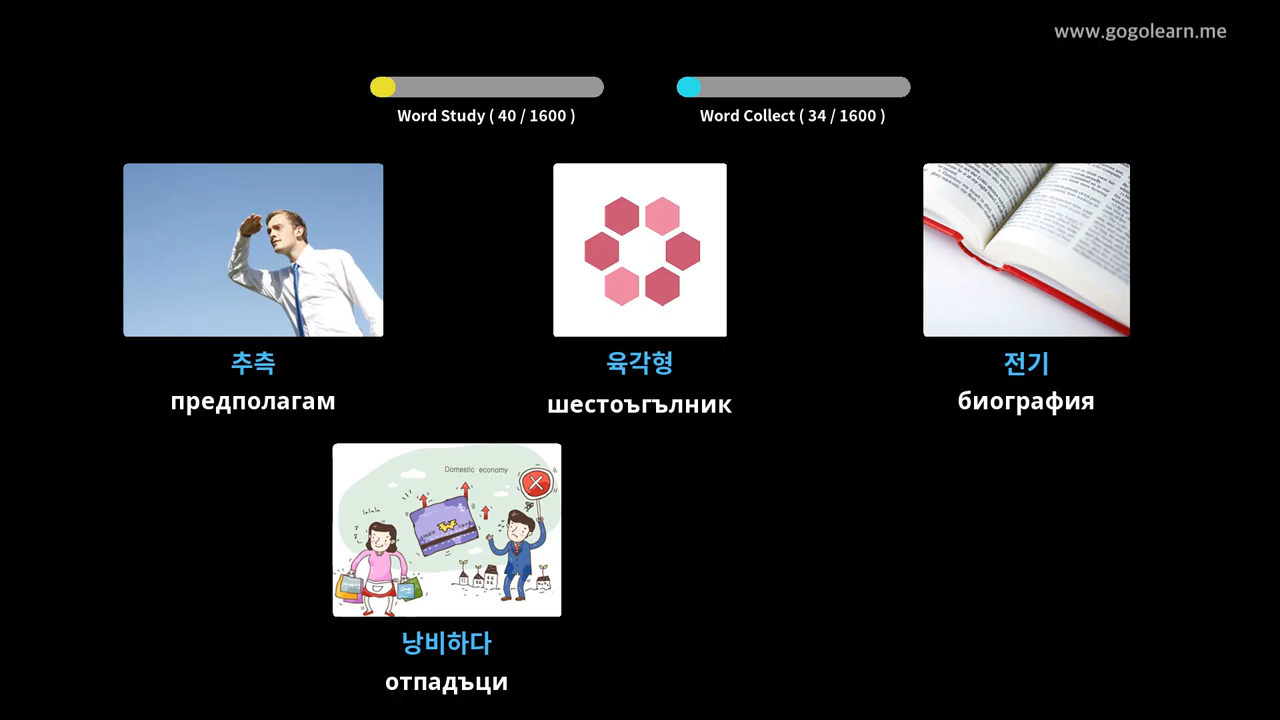 www.gogolearn.me
Word Study ( 40 / 1600 )
Word Collect ( 34 / 1600 )
추측
предполагам
육각형
шестоъгълник
전기
биография
Domestic economy
lalala
낭비하다
отпадъци